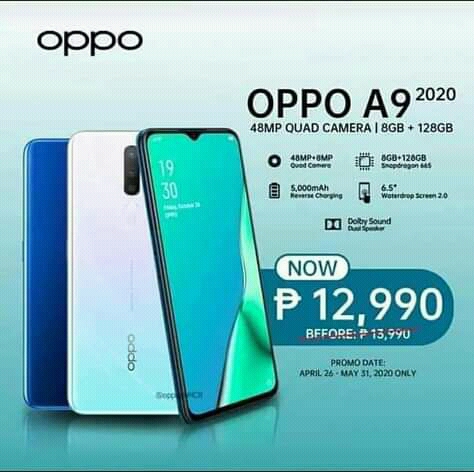 oppo
OPPO A9 2020
48MP QUAD CAMERA | 8GB + 128GB
48MP+8MP
Quad Camera
8GB+128GB
Snapdragon 665
5,000mAh
Reverse Charging
6.5"
Waterdrop Screen 2.0
Dolby Sound
Dual Speaker
19
30
OPPO
oppo
NOW
₱ 12,990
BEFORE: ₱ 13,990
PROMO DATE:
APRIL 26 - MAY 31, 2020 ONLY